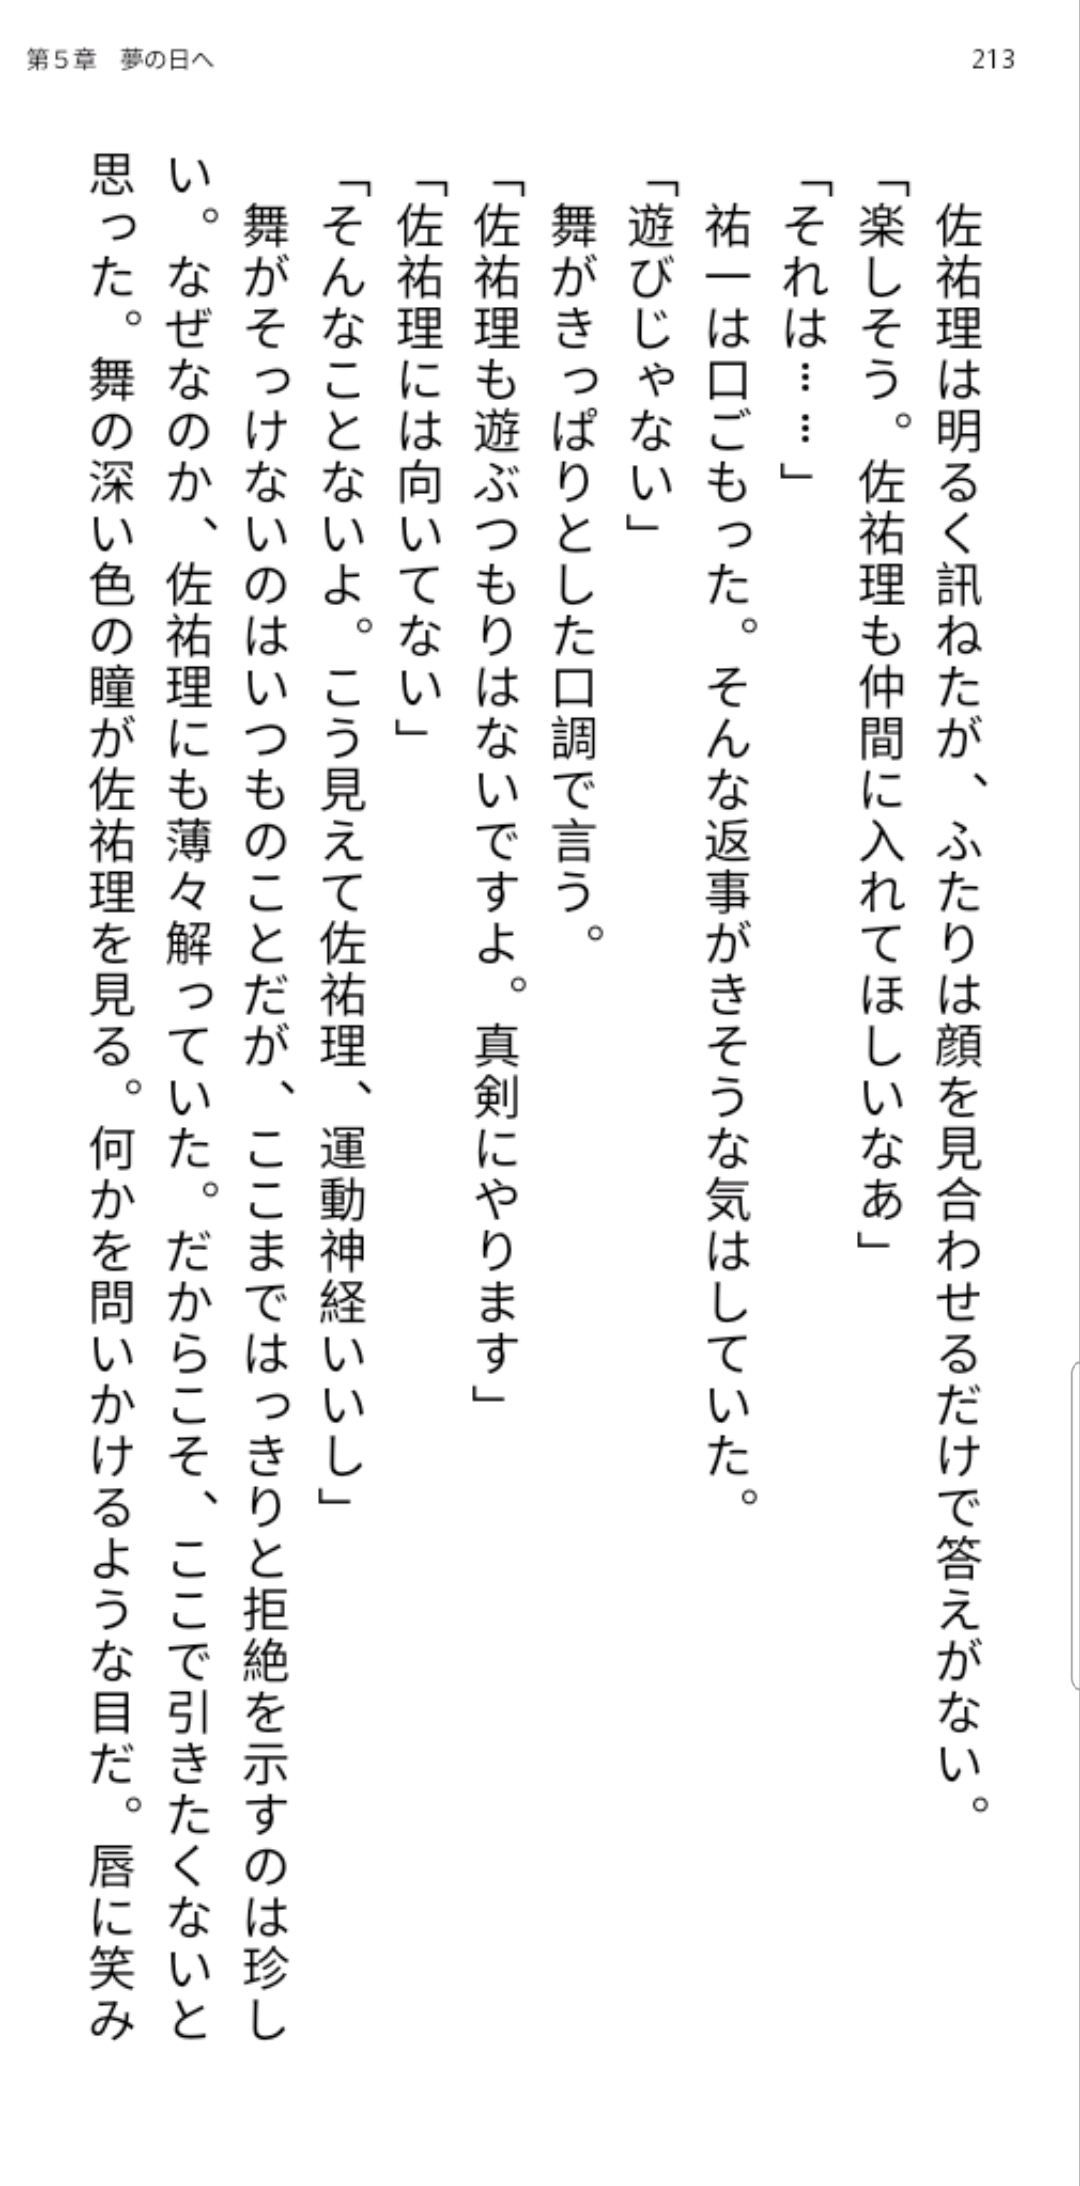 第5章　夢の日へ
213
　佐祐理は明るく訊ねたが、ふたりは顔を見合わせるだけで答えがない。
「楽しそう。佐祐理も仲間に入れてほしいなあ」
「それは……」
　祐一は口ごもった。そんな返事がきそうな気はしていた。
「遊びじゃない」
　舞がきっぱりとした口調で言う。
「佐祐理も遊ぶつもりはないですよ。真剣にやります」
「佐祐理には向いてない」
「そんなことないよ。こう見えて佐祐理、運動神経いいし」
　舞がそっけないのはいつものことだが、ここまではっきりと拒絶を示すのは珍し
い。なぜなのか、佐祐理にも薄々解っていた。だからこそ、ここで引きたくないと
思った。舞の深い色の瞳が佐祐理を見る。何かを問いかけるような目だ。唇に笑み